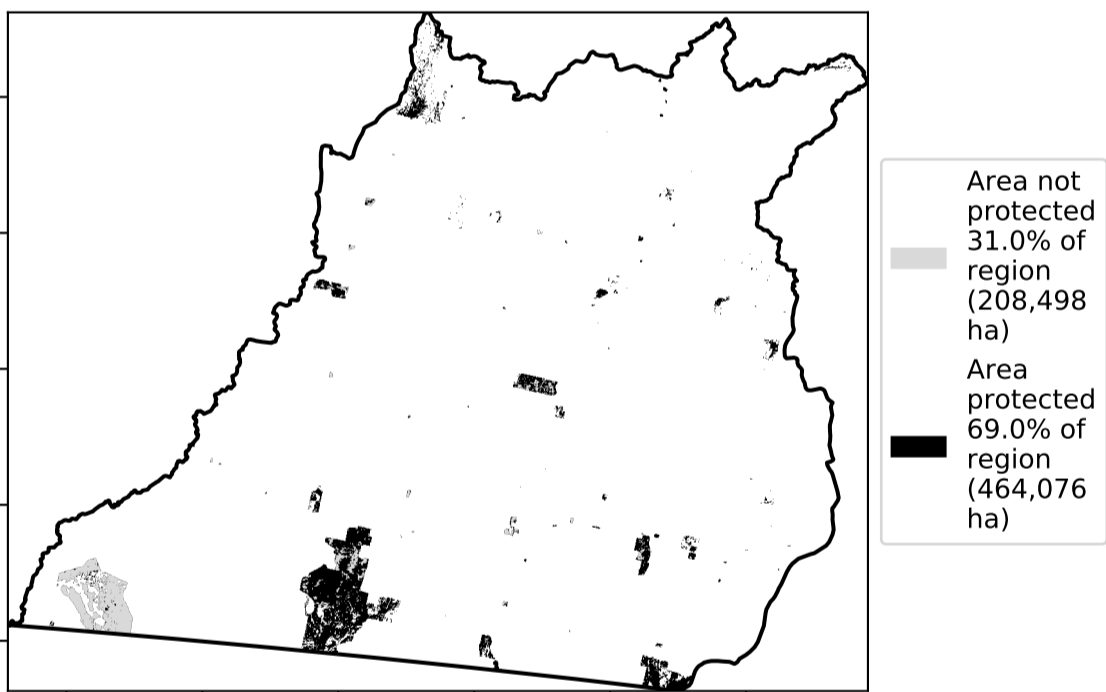 Area not
protected
31.0% of
region
(208,498
ha)
Area
protected
69.0% of
region
(464,076
ha)